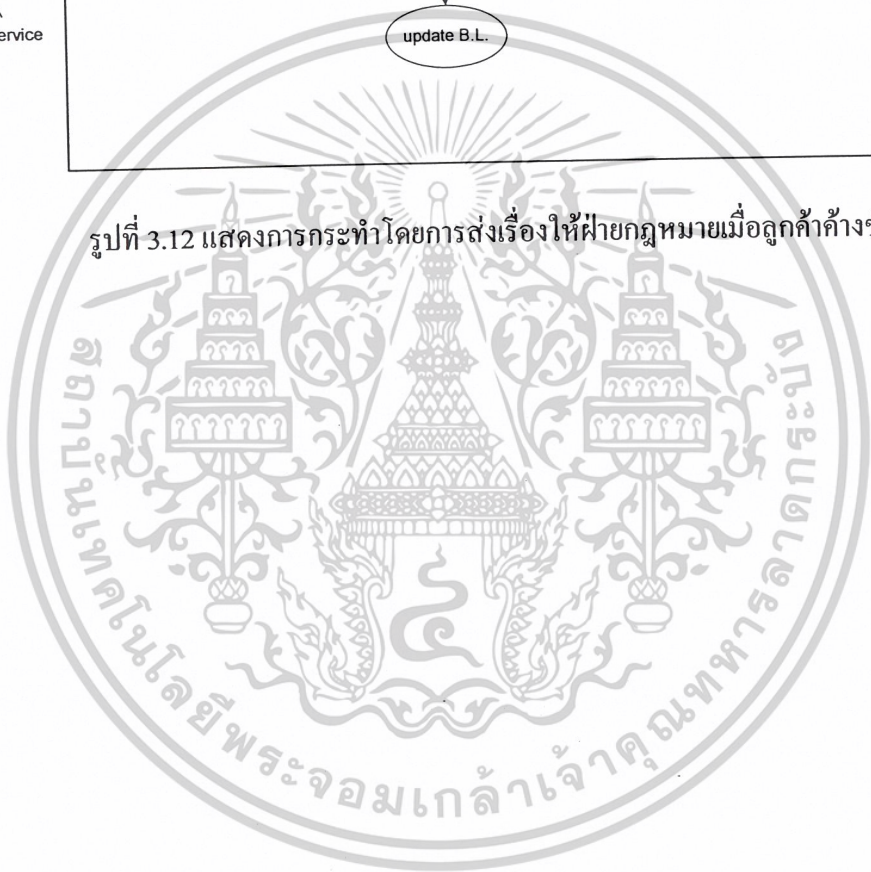 update B.L.
รูปที่ 3.12 แสดงการกระทำโดยการส่งเรื่องให้ฝ่ายกฎหมายเมื่อลูกค้าค้าง
สถาบันเทคโนโลยีพระจอมเกล้าเจ้าคุณทหารลาดกระบัง